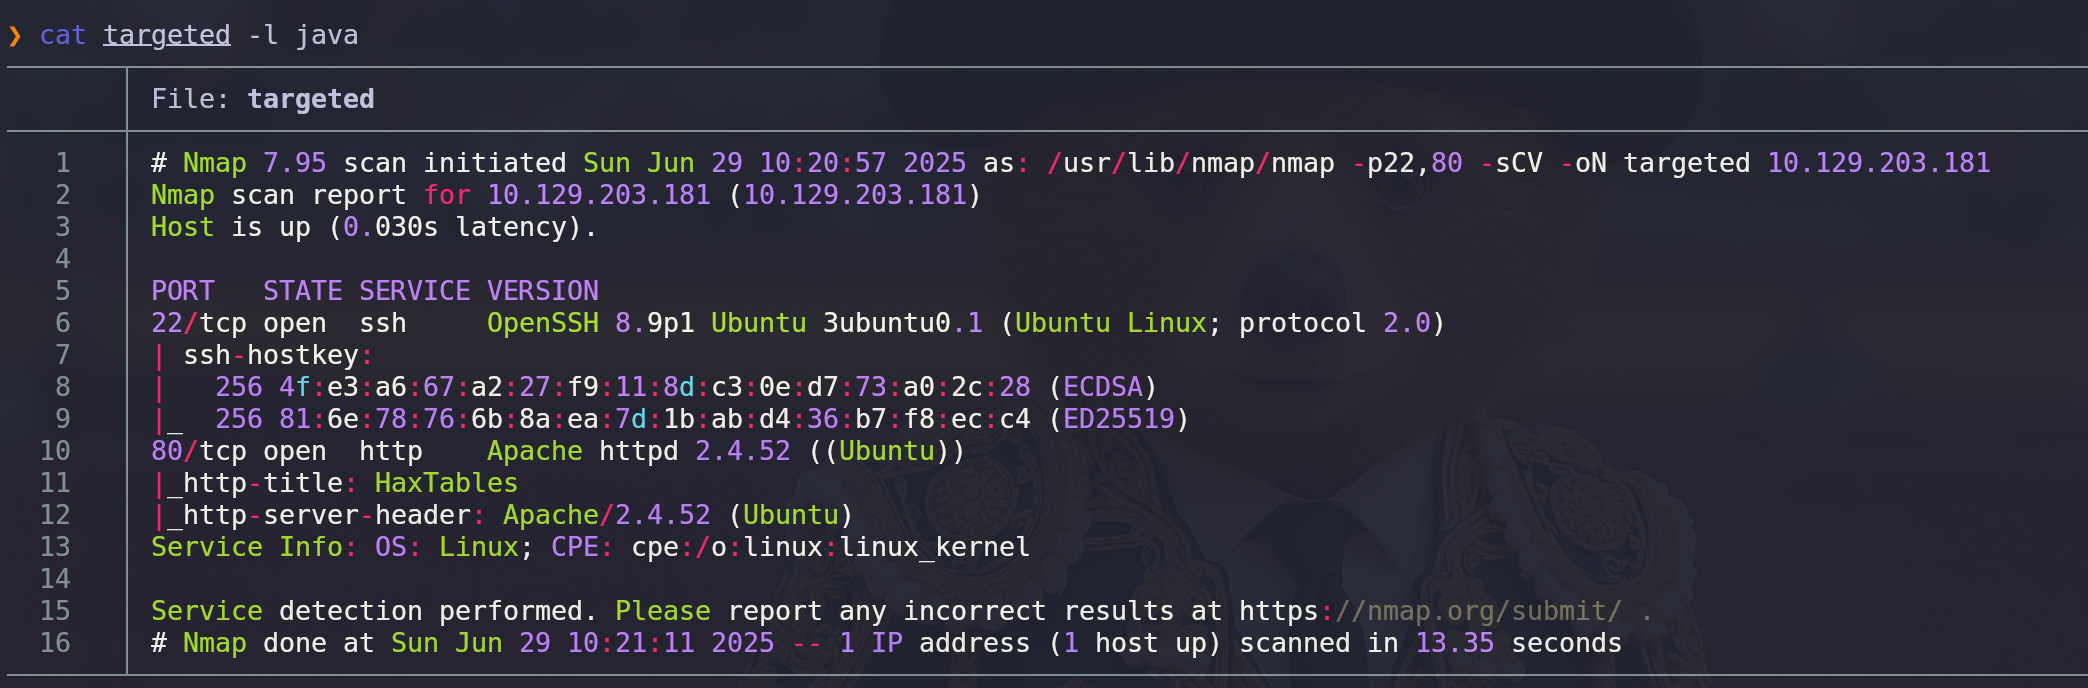 ❯ cat targeted -l java
File: targeted
1 # Nmap 7.95 scan initiated Sun Jun 29 10:20:57 2025 as: /usr/lib/nmap/nmap -p22,80 -sCV -oN targeted 10.129.203.181
2 Nmap scan report for 10.129.203.181 (10.129.203.181)
3 Host is up (0.030s latency).
4
5 PORT   STATE SERVICE VERSION
6 22/tcp open  ssh     OpenSSH 8.9p1 Ubuntu 3ubuntu0.1 (Ubuntu Linux; protocol 2.0)
7 | ssh-hostkey:
8 |   256 4f:e3:a6:67:a2:27:f9:11:8d:c3:0e:d7:73:a0:2c:28 (ECDSA)
9 |_  256 81:6e:78:76:6b:8a:ea:7d:1b:ab:d4:36:b7:f8:ec:c4 (ED25519)
10 80/tcp open  http    Apache httpd 2.4.52 ((Ubuntu))
11 |_http-title: HaxTables
12 |_http-server-header: Apache/2.4.52 (Ubuntu)
13 Service Info: OS: Linux; CPE: cpe:/o:linux:linux_kernel
14
15 Service detection performed. Please report any incorrect results at https://nmap.org/submit/ .
16 # Nmap done at Sun Jun 29 10:21:11 2025 -- 1 IP address (1 host up) scanned in 13.35 seconds